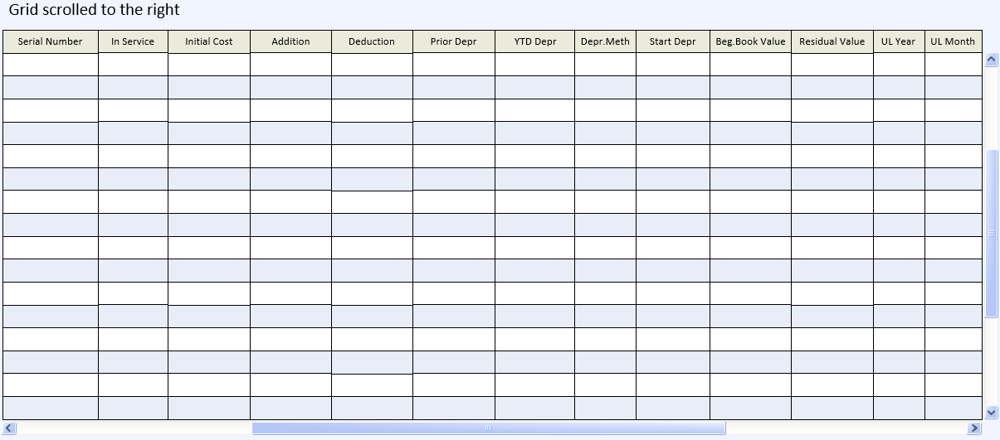 Grid scrolled to the right
Serial Number In Service Initial Cost Addition Deduction Prior Depr YTD Depr Depr.Meth Start Depr Beg.Book Value Residual Value UL Year UL Month